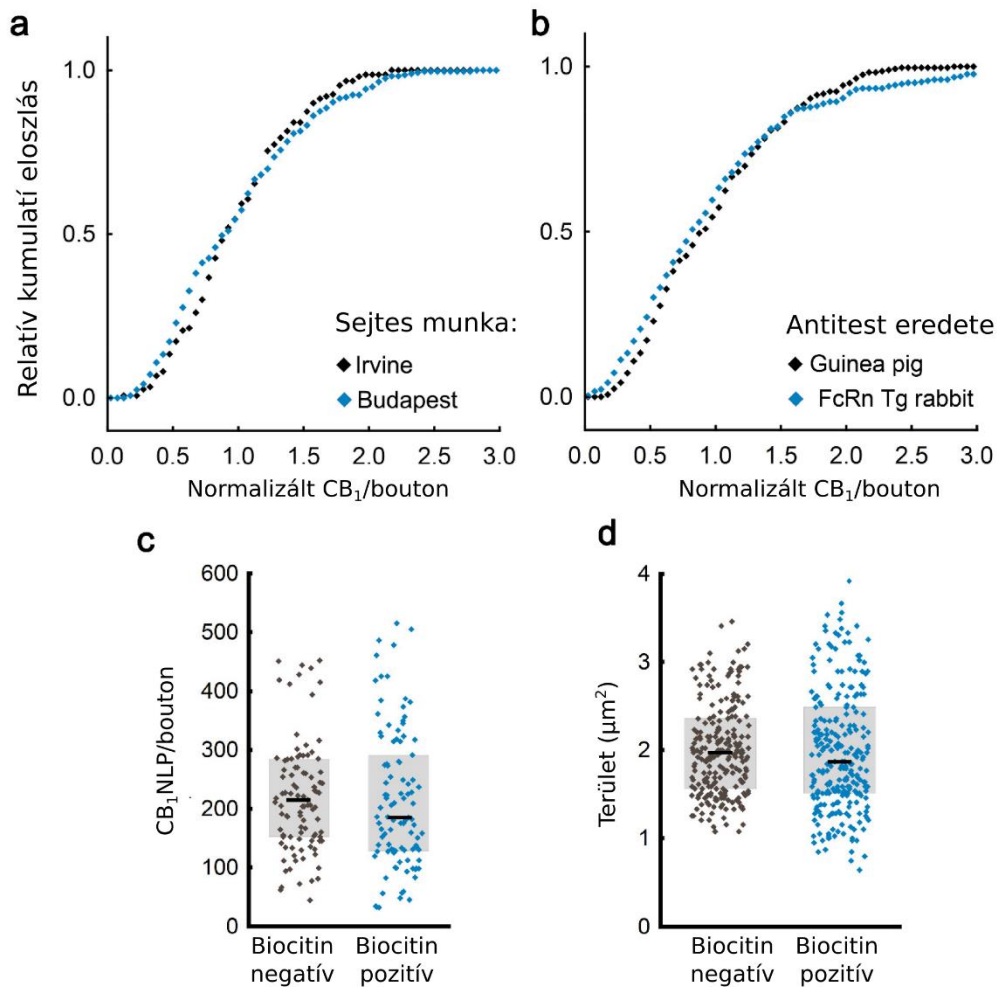 a
Relatív kumulatí eloszlás
1.0
0.5
0.0
Sejtes munka:
Irvine
Budapest
0.0 0.5 1.0 1.5 2.0 2.5 3.0
Normalizált CB₁/bouton
b
1.0
0.5
0.0
Antitest eredete
Guinea pig
FcRn Tg rabbit
0.0 0.5 1.0 1.5 2.0 2.5 3.0
Normalizált CB₁/bouton
c
CB₁NLP/bouton
600
500
400
300
200
100
0
Biocitin Biocitin
negatív pozitív
d
Terület (µm²)
4
3
2
1
0
Biocitin Biocitin
negatív pozitív